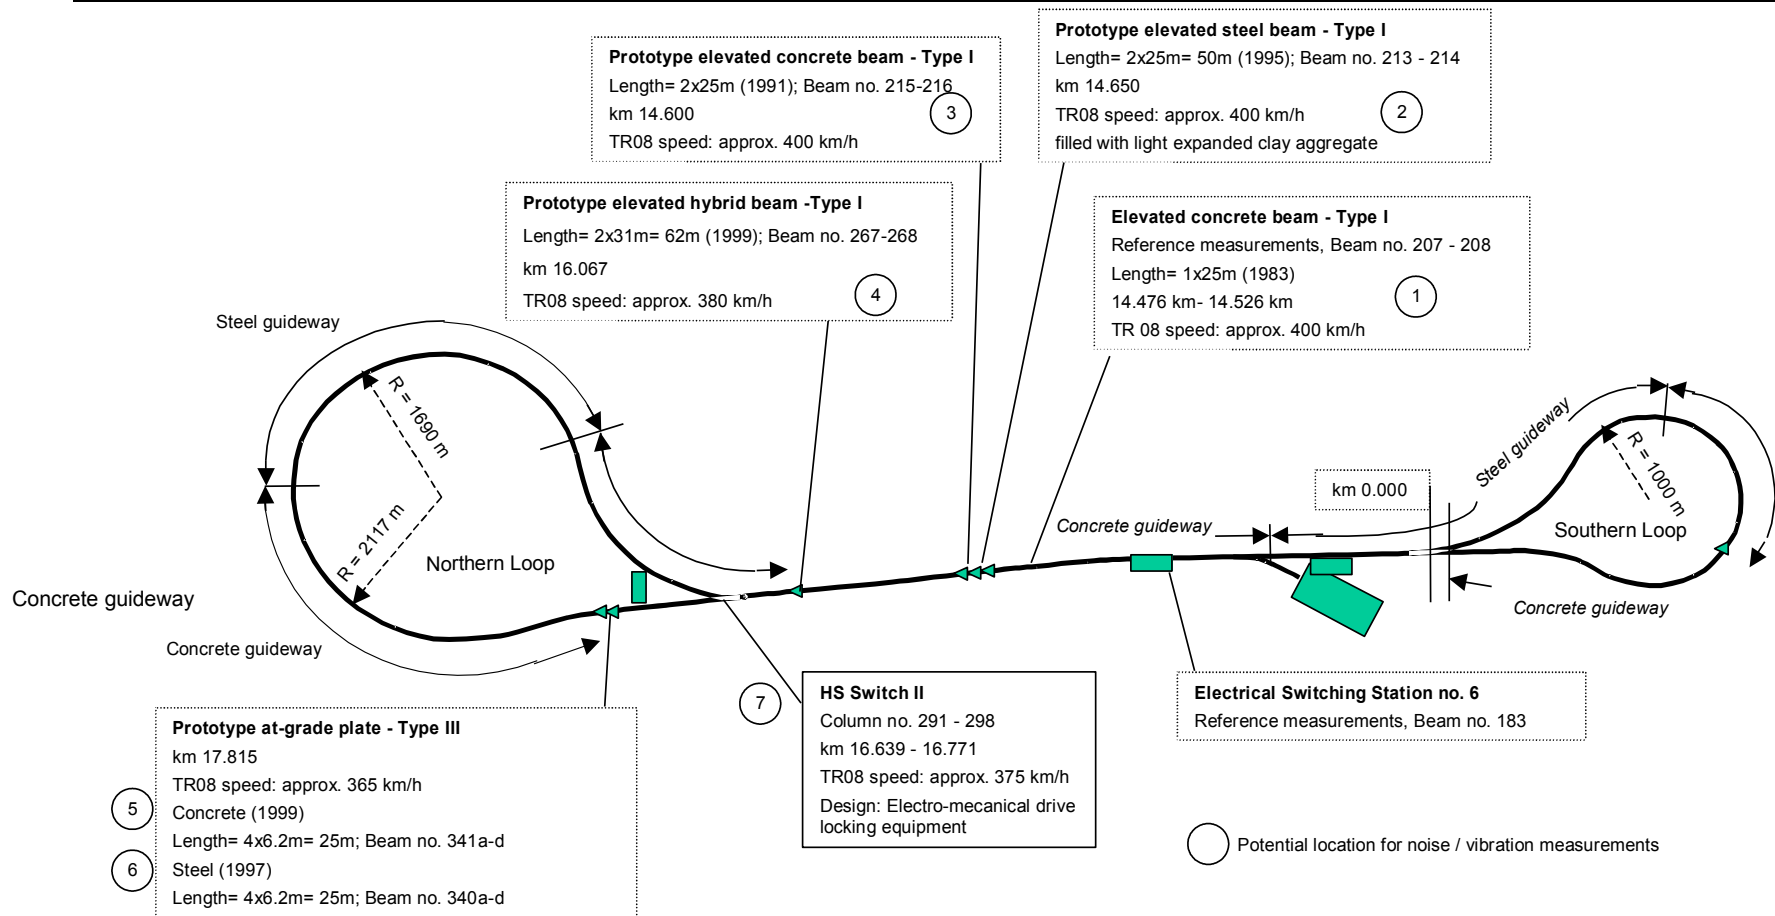 Prototype elevated concrete beam - Type I
Length= 2x25m (1991); Beam no. 215-216
km 14.600
TR08 speed: approx. 400 km/h
3
Prototype elevated steel beam - Type I
Length= 2x25m= 50m (1995); Beam no. 213 - 214
km 14.650
TR08 speed: approx. 400 km/h
filled with light expanded clay aggregate
2
Prototype elevated hybrid beam -Type I
Length= 2x31m= 62m (1999); Beam no. 267-268
km 16.067
TR08 speed: approx. 380 km/h
4
Elevated concrete beam - Type I
Reference measurements, Beam no. 207 - 208
Length= 1x25m (1983)
14.476 km- 14.526 km
TR 08 speed: approx. 400 km/h
1
Steel guideway
R = 1690 m
R = 2117 m
Northern Loop
Concrete guideway
Concrete guideway
Concrete guideway
km 0.000
Steel guideway
R = 1000 m
Southern Loop
Concrete guideway
Prototype at-grade plate - Type III
km 17.815
TR08 speed: approx. 365 km/h
5
Concrete (1999)
Length= 4x6.2m= 25m; Beam no. 341a-d
6
Steel (1997)
Length= 4x6.2m= 25m; Beam no. 340a-d
7
HS Switch II
Column no. 291 - 298
km 16.639 - 16.771
TR08 speed: approx. 375 km/h
Design: Electro-mecanical drive
locking equipment
Electrical Switching Station no. 6
Reference measurements, Beam no. 183
Potential location for noise / vibration measurements